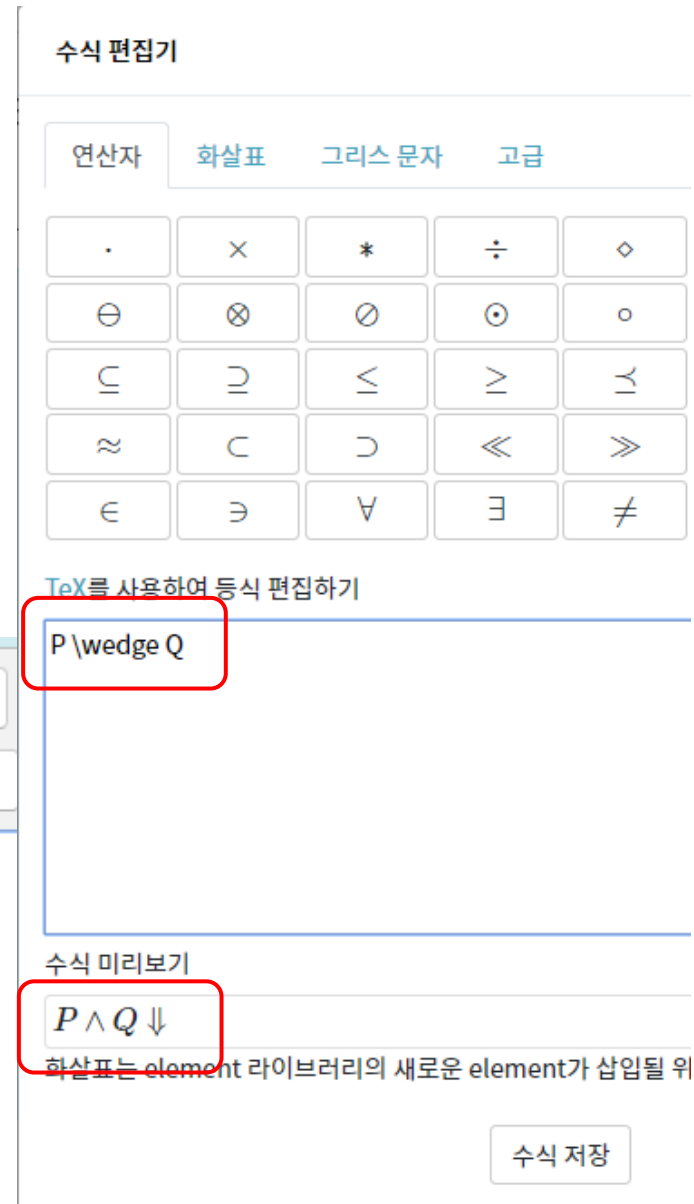 수식 편집기
연산자 화살표 그리스 문자 고급
· × * ÷ ⋄
⊖ ⊗ ⊘ ⊙ ∘
⊆ ⊇ ≤ ≥ ⪯
≈ ⊂ ⊃ ≪ ≫
∈ ∋ ∀ ∃ ≠
TeX를 사용하여 등식 편집하기
P \wedge Q
수식 미리보기
P ∧ Q ⇓
화살표는 element 라이브러리의 새로운 element가 삽입될 위
수식 저장